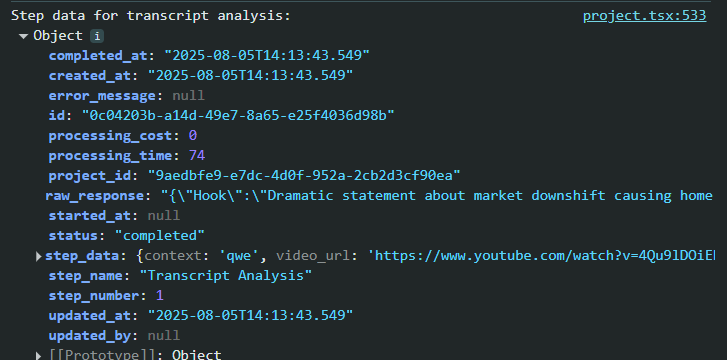 Step data for transcript analysis: project.tsx:533
Object i
completed_at: "2025-08-05T14:13:43.549"
created_at: "2025-08-05T14:13:43.549"
error_message: null
id: "0c04203b-a14d-49e7-8a65-e25f4036d98b"
processing_cost: 0
processing_time: 74
project_id: "9aedbfe9-e7dc-4d0f-952a-2cb2d3cf90ea"
raw_response: "{\"Hook\":\"Dramatic statement about market downshift causing home
started_at: null
status: "completed"
step_data: {context: 'qwe', video_url: 'https://www.youtube.com/watch?v=4Qu9lDOiE
step_name: "Transcript Analysis"
step_number: 1
updated_at: "2025-08-05T14:13:43.549"
updated_by: null
[[Prototype]]: Object